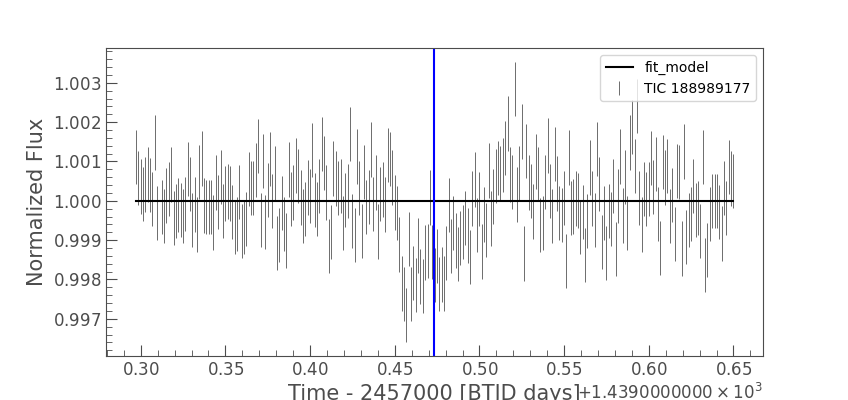 fit_model
TIC 188989177
Normalized Flux
1.003
1.002
1.001
1.000
0.999
0.998
0.997
0.30 0.35 0.40 0.45 0.50 0.55 0.60 0.65
Time - 2457000 [BTJD days]
+1.4390000000 × 10³